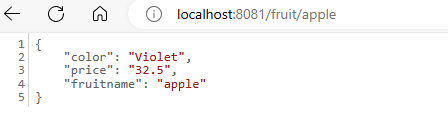 localhost:8081/fruit/apple
1 {
2 "color": "Violet",
3 "price": "32.5",
4 "fruitname": "apple"
5 }